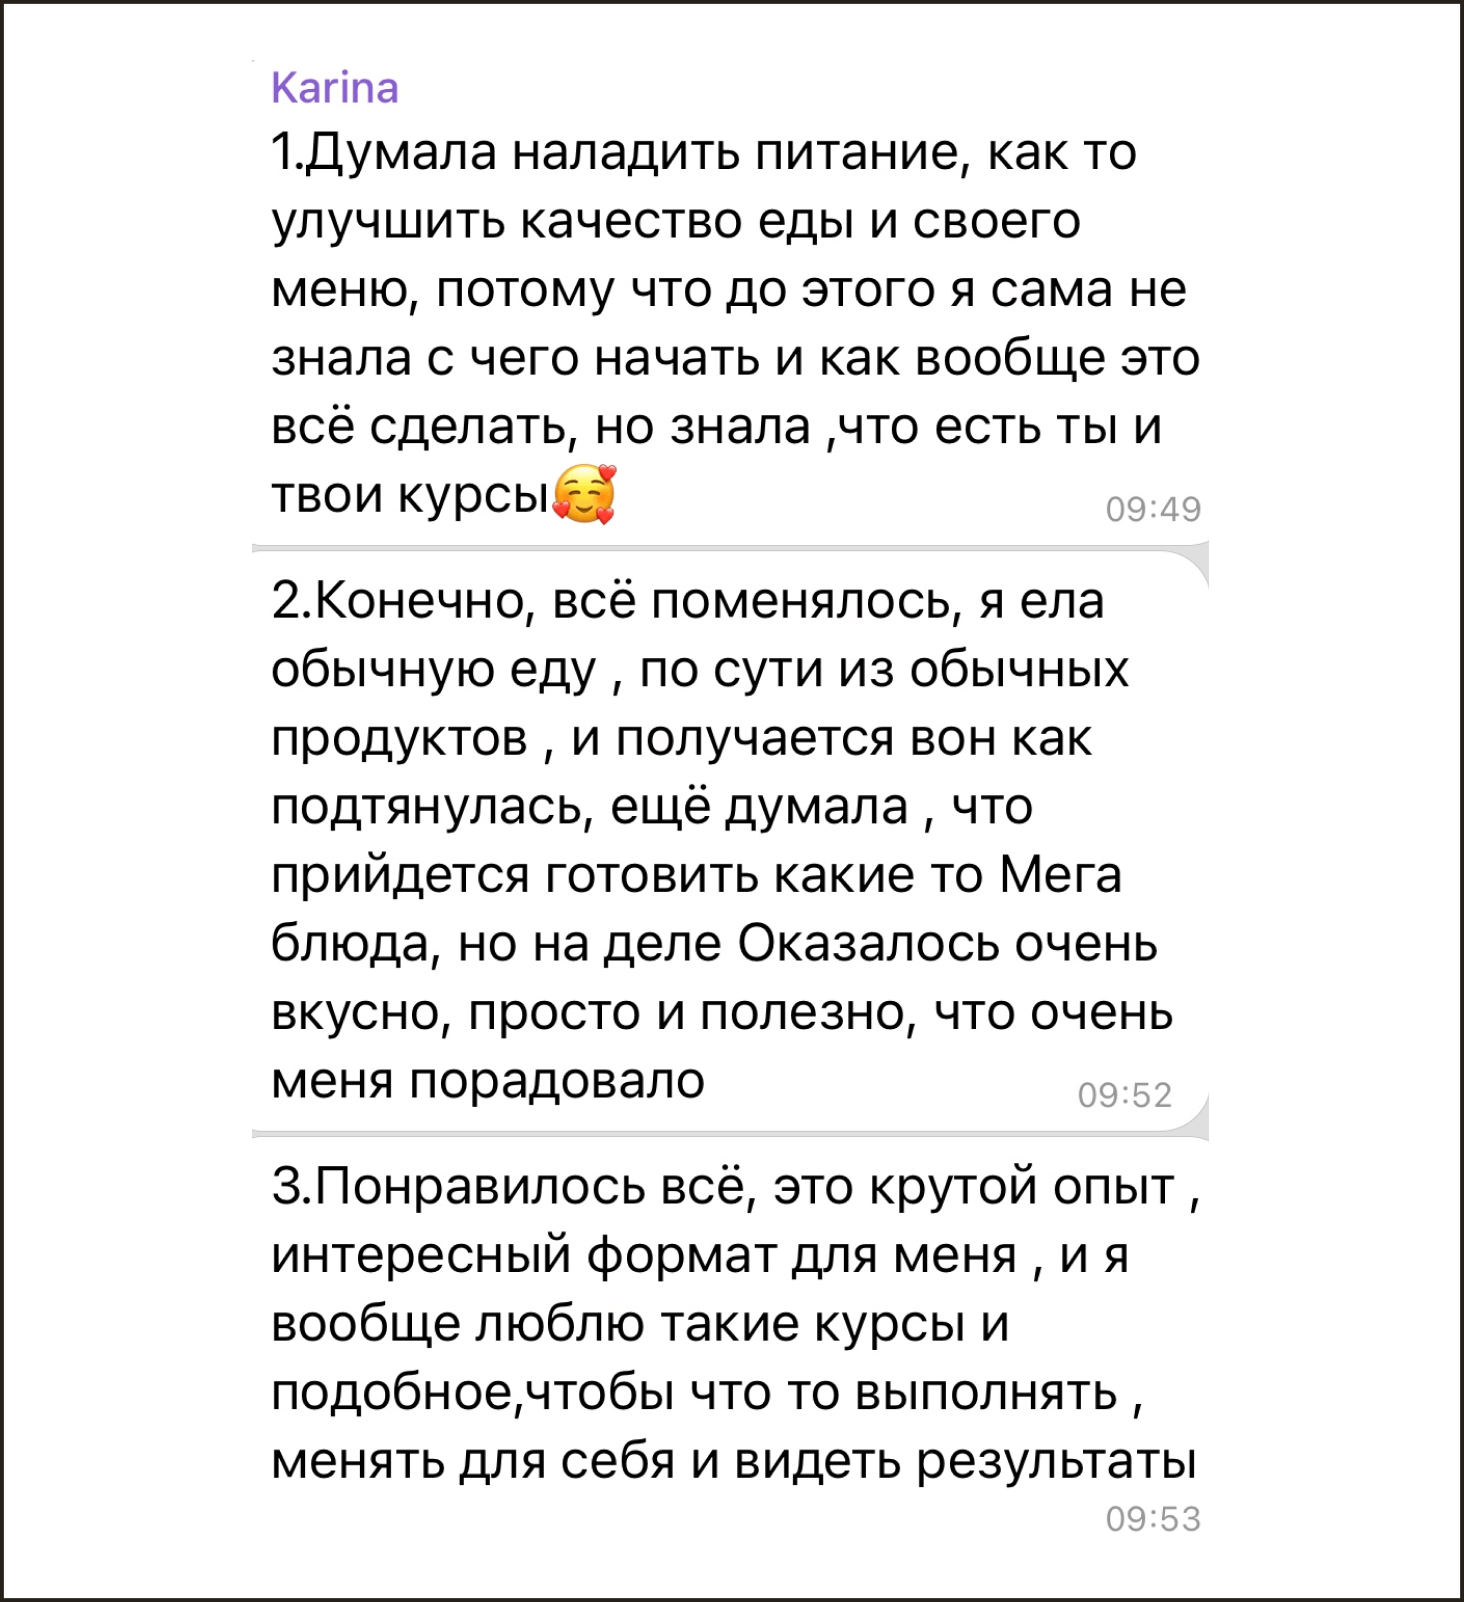 Karina
1.Думала наладить питание, как то
улучшить качество еды и своего
меню, потому что до этого я сама не
знала с чего начать и как вообще это
всё сделать, но знала ,что есть ты и
твои курсы🥰
09:49
2.Конечно, всё поменялось, я ела
обычную еду , по сути из обычных
продуктов , и получается вон как
подтянулась, ещё думала , что
прийдется готовить какие то Мега
блюда, но на деле Оказалось очень
вкусно, просто и полезно, что очень
меня порадовало
09:52
3.Понравилось всё, это крутой опыт ,
интересный формат для меня , и я
вообще люблю такие курсы и
подобное,чтобы что то выполнять ,
менять для себя и видеть результаты
09:53